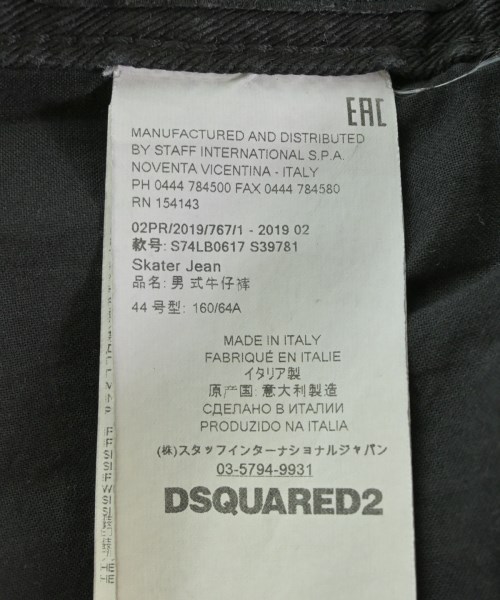 EAC
MANUFACTURED AND DISTRIBUTED
BY STAFF INTERNATIONAL S.P.A.
NOVENTA VICENTINA - ITALY
PH 0444 784500 FAX 0444 784580
RN 154143
02PR/2019/767/1 - 2019 02
款号: S74LB0617 S39781
Skater Jean
品名: 男式牛仔裤
44 号型: 160/64A
MADE IN ITALY
FABRIQUÉ EN ITALIE
イタリア製
原产国: 意大利製造
СДЕЛАНО В ИТАЛИИ
PRODUZIDO NA ITALIA
(株)スタッフインターナショナルジャパン
03-5794-9931
DSQUARED2